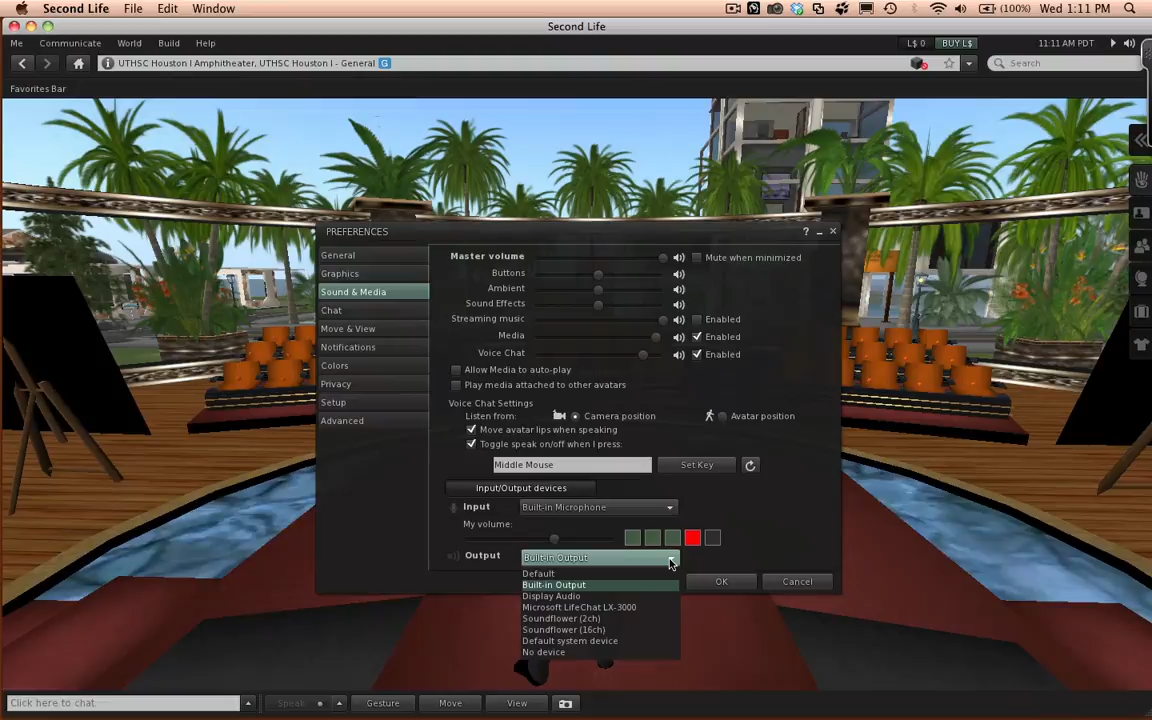 Second Life File Edit Window (100%) Wed 1:11 PM
Second Life
Me Communicate World Build Help L$ 0 BUY L$ 11:11 AM PDT
UTHSC Houston I Amphitheater, UTHSC Houston I - General G Search
Favorites Bar
PREFERENCES ?
General
Graphics
Sound & Media
Chat
Move & View
Notifications
Colors
Privacy
Setup
Advanced
Master volume Mute when minimized
Buttons
Ambient
Sound Effects
Streaming music Enabled
Media Enabled
Voice Chat Enabled
Allow Media to auto-play
Play media attached to other avatars
Voice Chat Settings
Listen from: Camera position Avatar position
Move avatar lips when speaking
Toggle speak on/off when I press:
Middle Mouse Set Key
Input/Output devices
Input Built-in Microphone
My volume:
Output Built-in Output
Default
Built-in Output
Display Audio
Microsoft LifeChat LX-3000
Soundflower (2ch)
Soundflower (16ch)
Default system device
No device
OK Cancel
Click here to chat Speak Gesture Move View